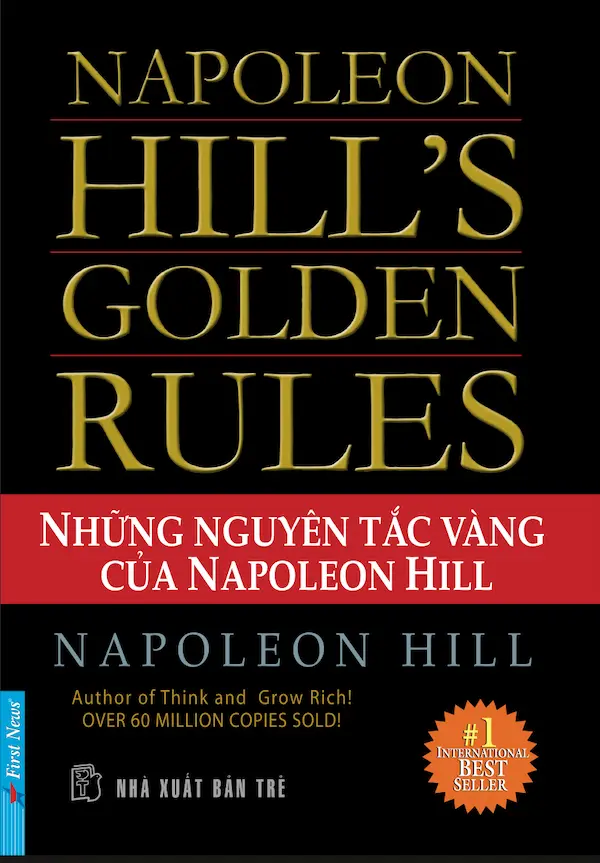 NAPOLEON
HILL'S
GOLDEN
RULES
NHỮNG NGUYÊN TẮC VÀNG
CỦA NAPOLEON HILL
NAPOLEON HILL
Author of Think and Grow Rich!
OVER 60 MILLION COPIES SOLD!
First News
#1
INTERNATIONAL
BEST
SELLER
NHÀ XUẤT BẢN TRẺ